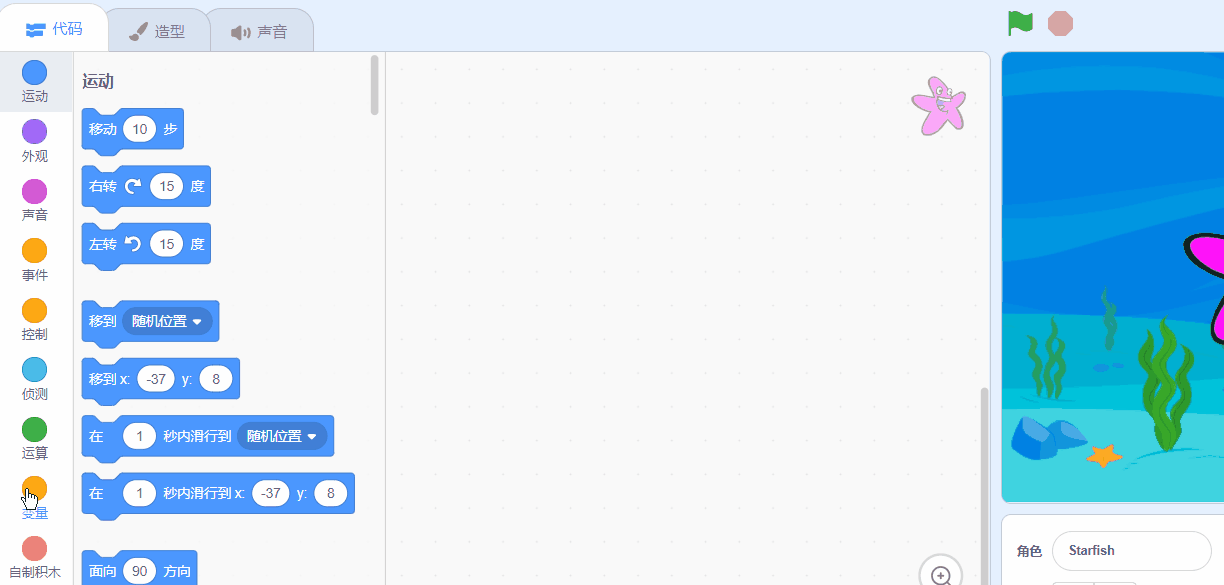 代码 造型 声音
运动
外观
声音
事件
控制
侦测
运算
变量
自制积木
运动
移动 10 步
右转 15 度
左转 15 度
移到 随机位置
移到 x: -37 y: 8
在 1 秒内滑行到 随机位置
在 1 秒内滑行到 x: -37 y: 8
面向 90 方向
角色 Starfish